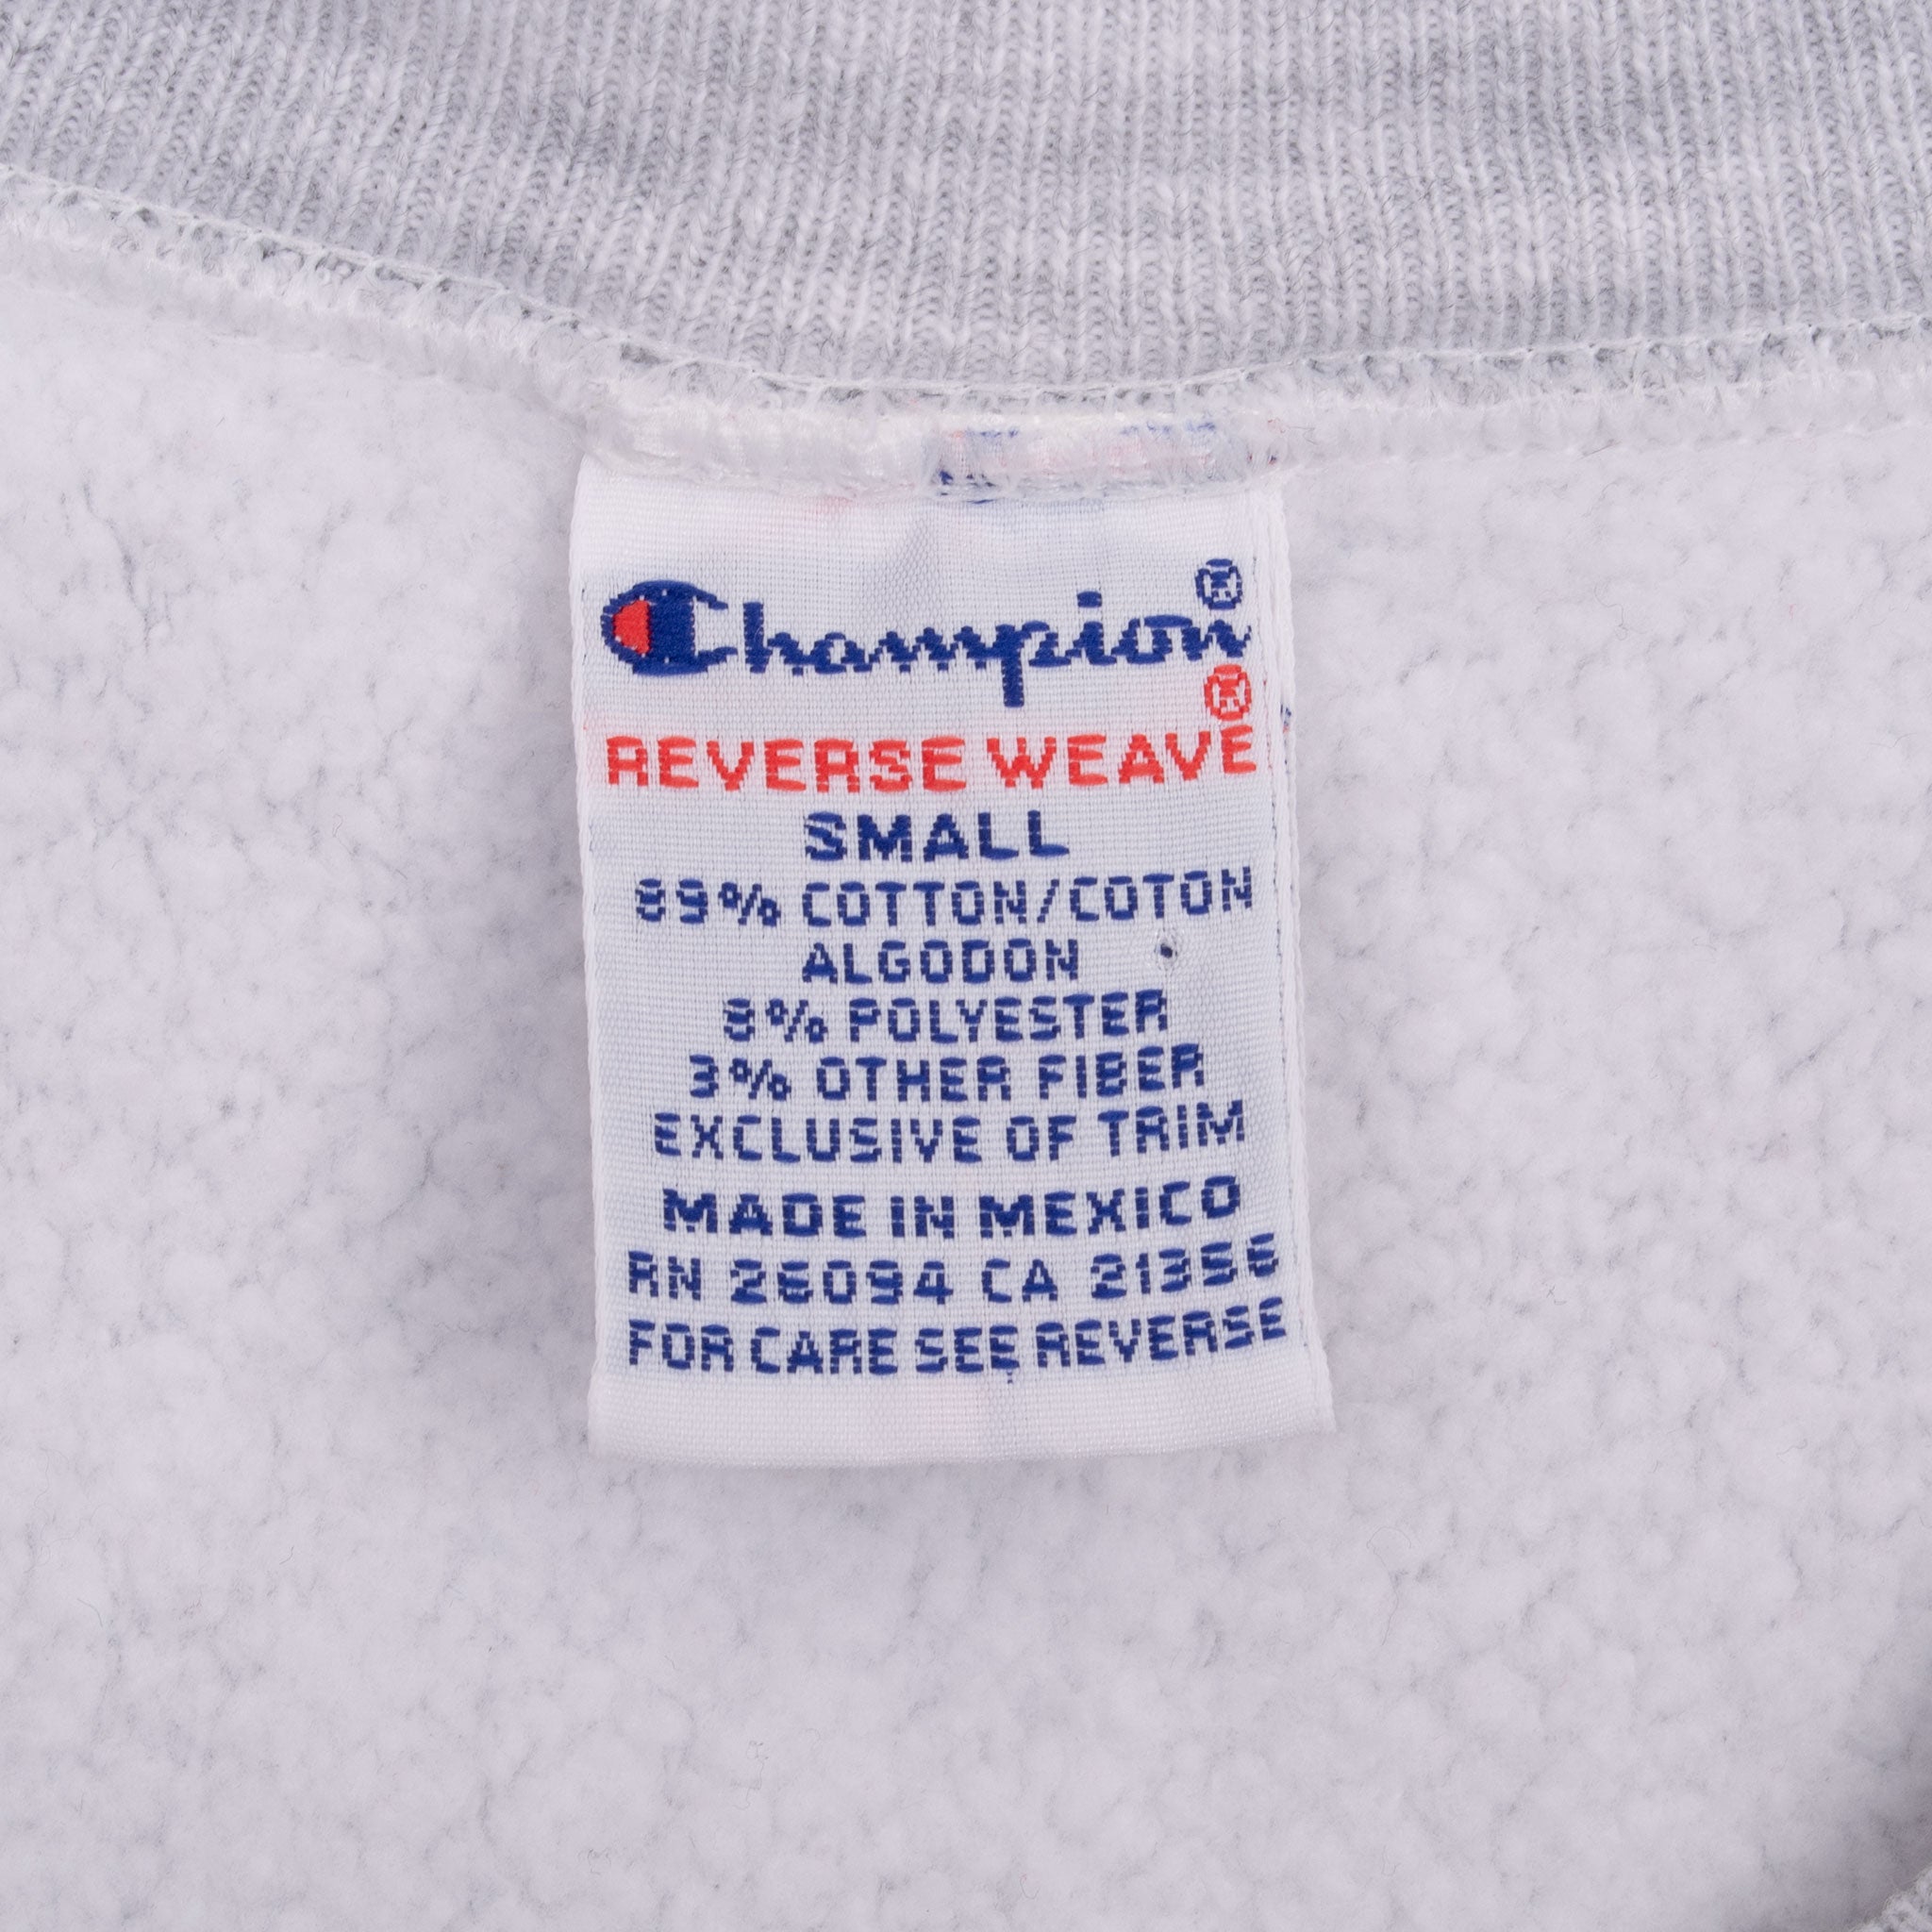 Champion®
REVERSE WEAVE®
SMALL
89% COTTON/COTON
ALGODON
8% POLYESTER
3% OTHER FIBER
EXCLUSIVE OF TRIM
MADE IN MEXICO
RN 26094 CA 21356
FOR CARE SEE REVERSE